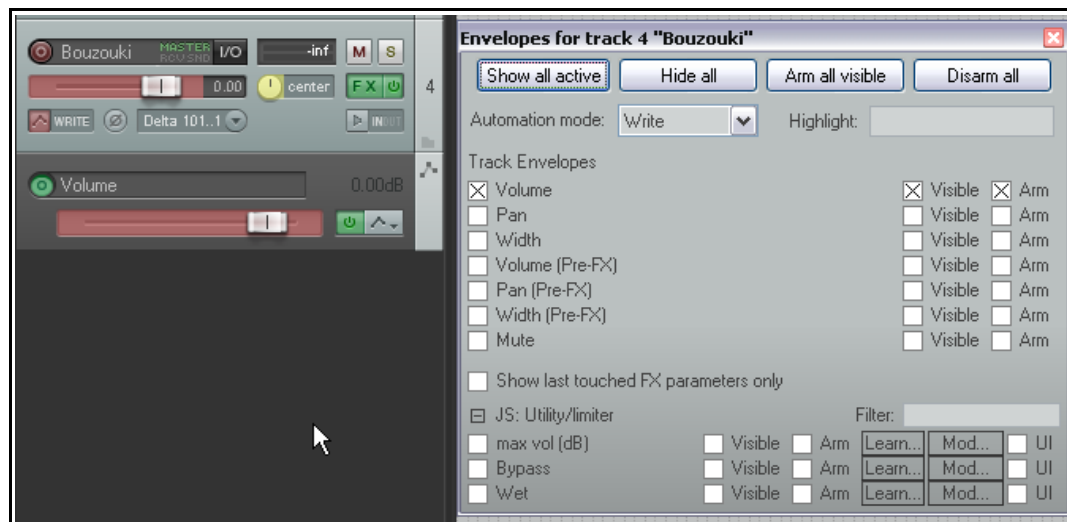 Bouzouki MASTER RCV SND I/O -inf M S
0.00 center FX 4
WRITE Delta 101..1 IN OUT
Volume 0.00dB
Envelopes for track 4 "Bouzouki"
Show all active Hide all Arm all visible Disarm all
Automation mode: Write Highlight:
Track Envelopes
Volume Visible Arm
Pan Visible Arm
Width Visible Arm
Volume (Pre-FX) Visible Arm
Pan (Pre-FX) Visible Arm
Width (Pre-FX) Visible Arm
Mute Visible Arm
Show last touched FX parameters only
JS: Utility/limiter Filter:
max vol (dB) Visible Arm Learn... Mod... UI
Bypass Visible Arm Learn... Mod... UI
Wet Visible Arm Learn... Mod... UI